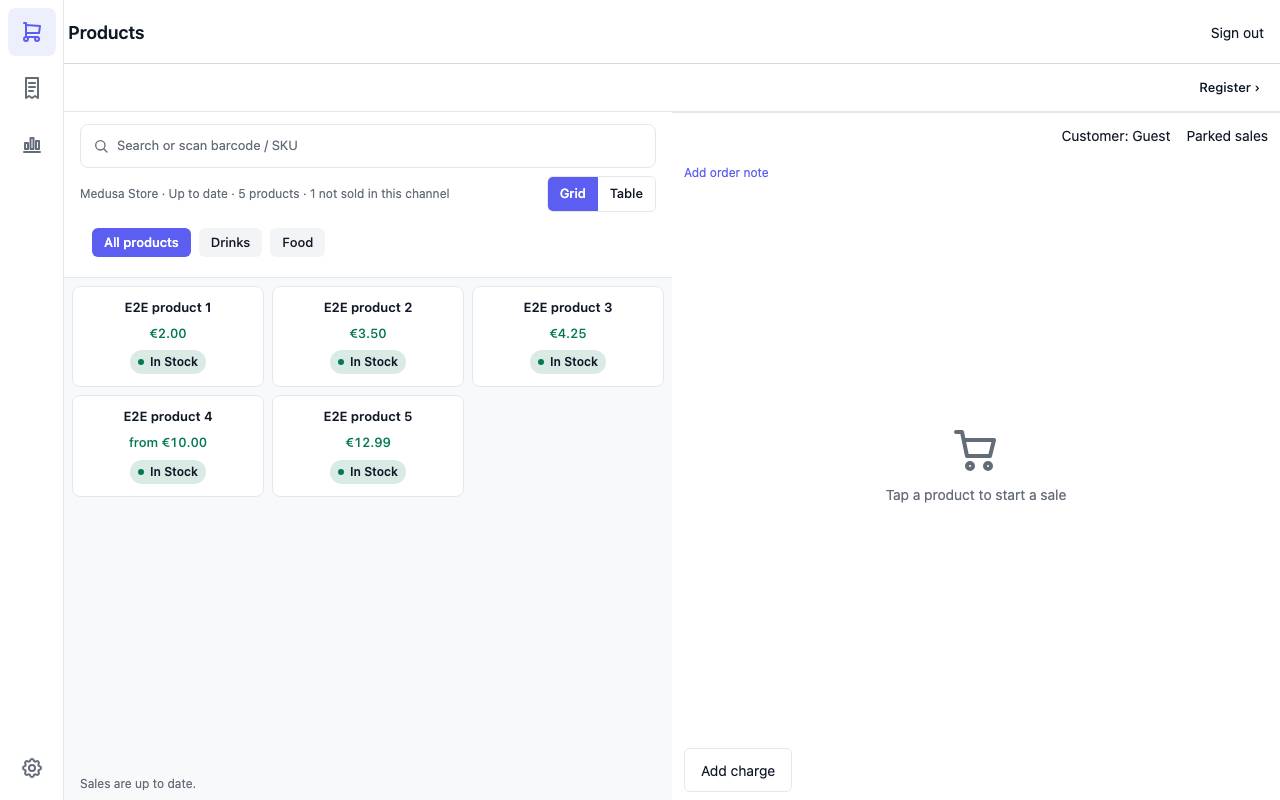 Products
Sign out
Register ›
Search or scan barcode / SKU
Customer: Guest
Parked sales
Add order note
Medusa Store · Up to date · 5 products · 1 not sold in this channel
Grid
Table
All products
Drinks
Food
E2E product 1
€2.00
In Stock
E2E product 2
€3.50
In Stock
E2E product 3
€4.25
In Stock
E2E product 4
from €10.00
In Stock
E2E product 5
€12.99
In Stock
Tap a product to start a sale
Add charge
Sales are up to date.